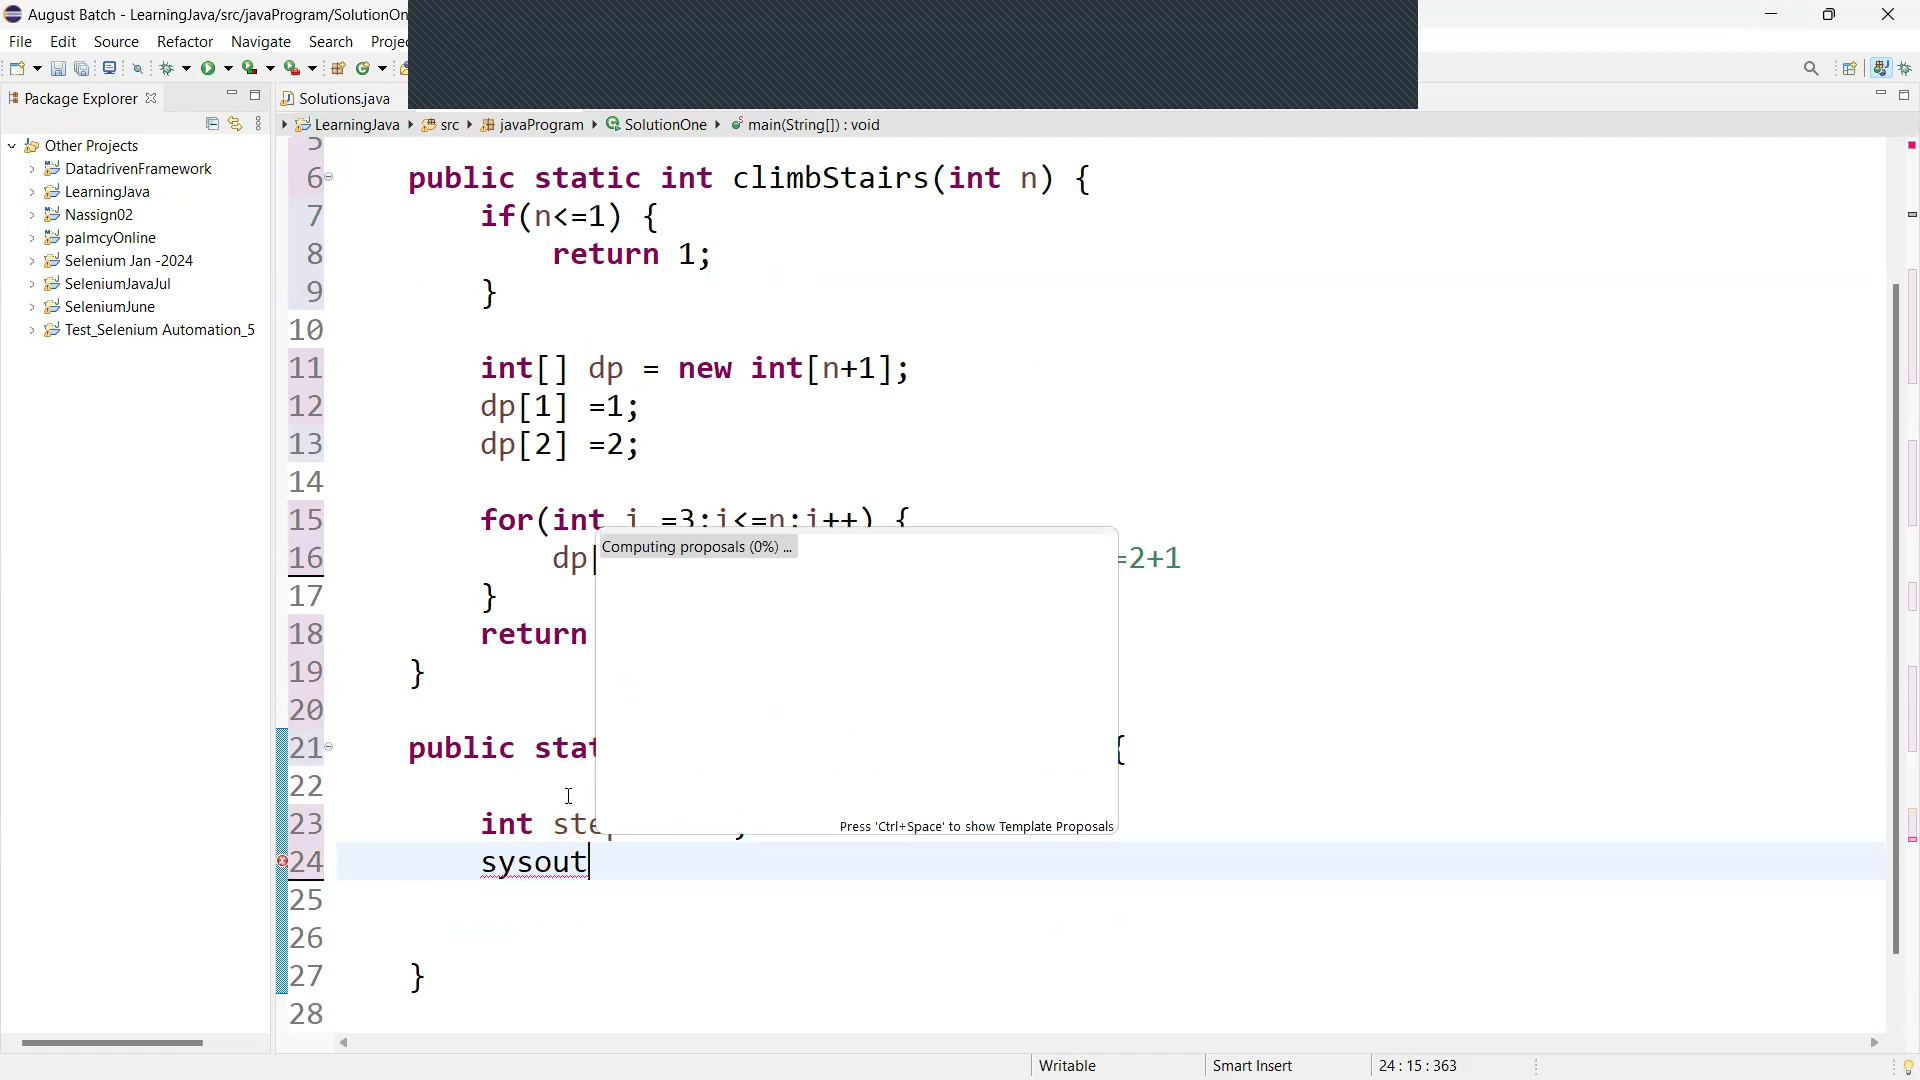 August Batch - LearningJava/src/javaProgram/SolutionOn
File Edit Source Refactor Navigate Search Projec
Package Explorer
Solutions.java
LearningJava src javaProgram SolutionOne main(String[]) : void
Other Projects
DatadrivenFramework
LearningJava
Nassign02
palmcyOnline
Selenium Jan -2024
SeleniumJavaJul
SeleniumJune
Test_Selenium Automation_5
5
6 public static int climbStairs(int n) {
7 if(n<=1) {
8 return 1;
9 }
10
11 int[] dp = new int[n+1];
12 dp[1] =1;
13 dp[2] =2;
14
15 for(int i =3;i<=n;i++) {
Computing proposals (0%) ...
16 dp[ =2+1
17 }
18 return
19 }
20
21 public stat {
22
23 int ste ;
Press 'Ctrl+Space' to show Template Proposals
24 sysout
25
26
27 }
28
Writable Smart Insert 24 : 15 : 363